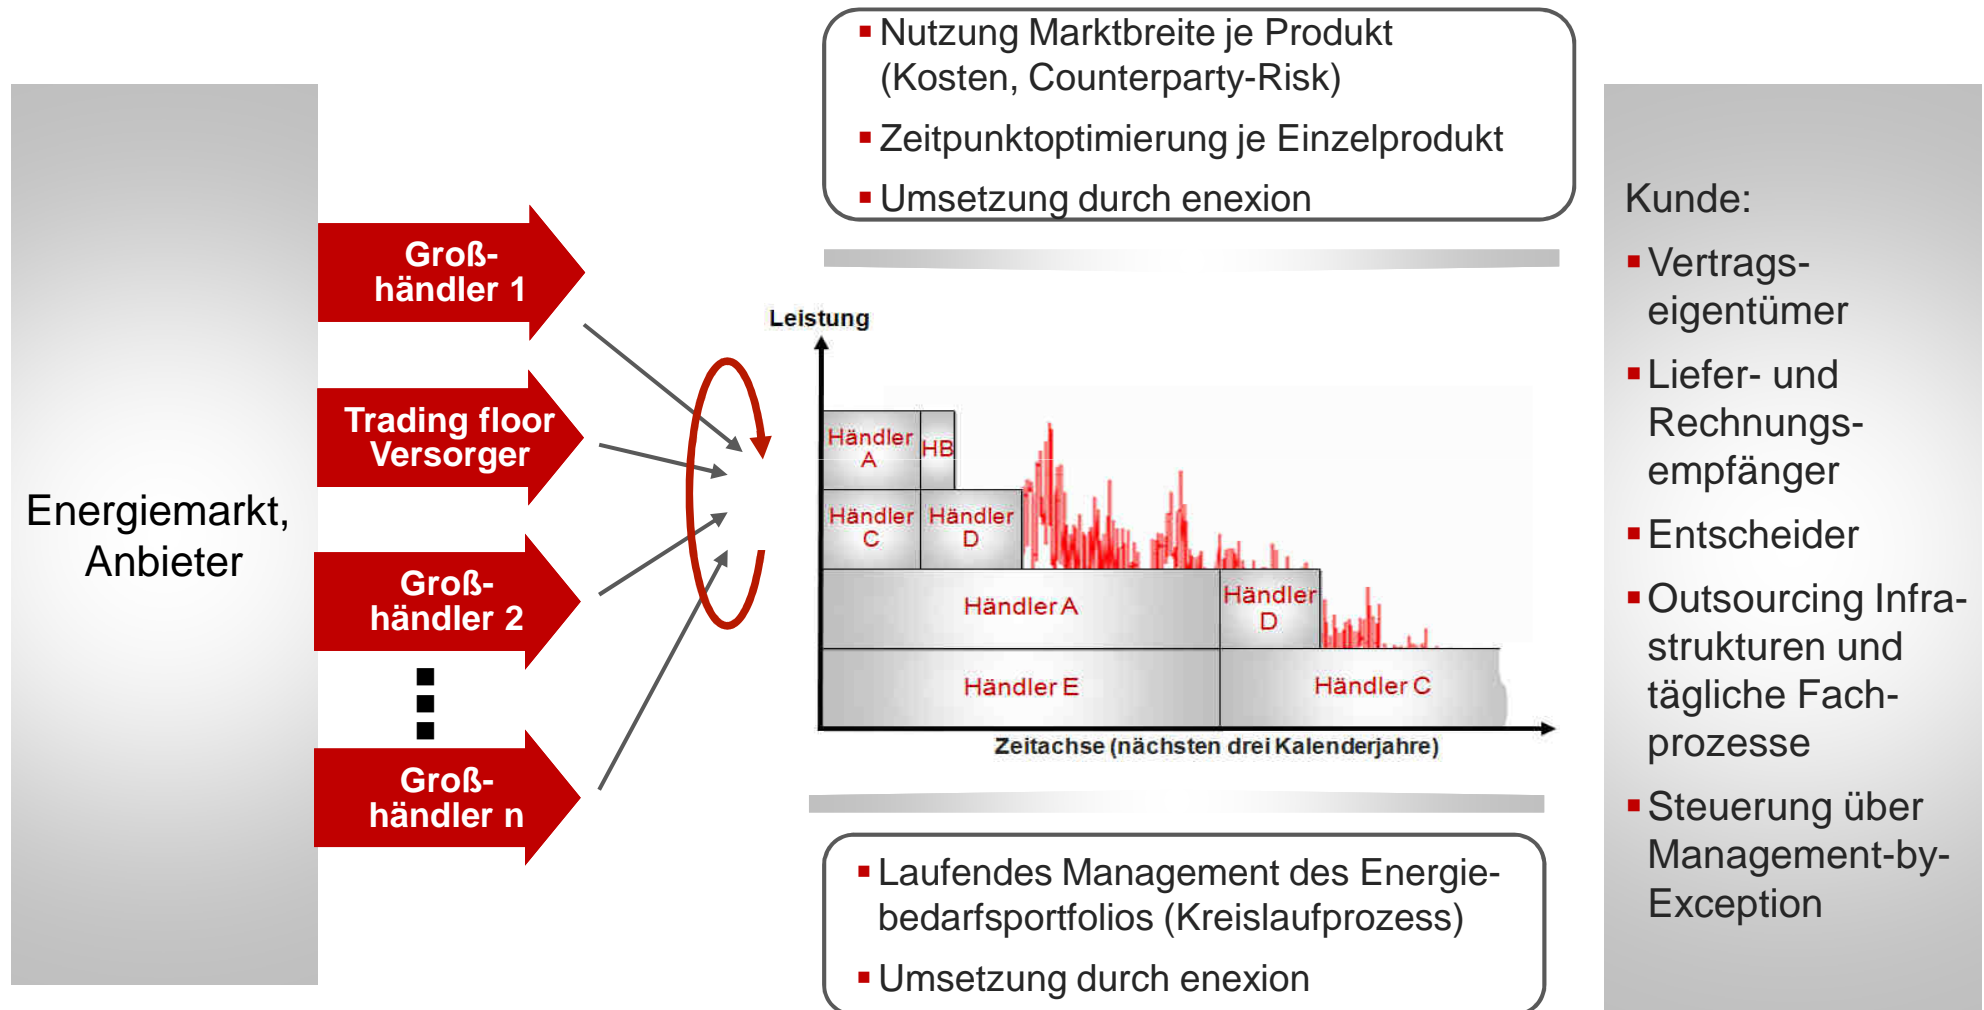 Energiemarkt,
Anbieter
Groß-
händler 1
Trading floor
Versorger
Groß-
händler 2
Groß-
händler n
▪ Nutzung Marktbreite je Produkt
(Kosten, Counterparty-Risk)
▪ Zeitpunktoptimierung je Einzelprodukt
▪ Umsetzung durch enexion
Leistung
Händler
A
HB
Händler
C
Händler
D
Händler A
Händler
D
Händler E
Händler C
Zeitachse (nächsten drei Kalenderjahre)
▪ Laufendes Management des Energie-
bedarfsportfolios (Kreislaufprozess)
▪ Umsetzung durch enexion
Kunde:
▪ Vertrags-
eigentümer
▪ Liefer- und
Rechnungs-
empfänger
▪ Entscheider
▪ Outsourcing Infra-
strukturen und
tägliche Fach-
prozesse
▪ Steuerung über
Management-by-
Exception